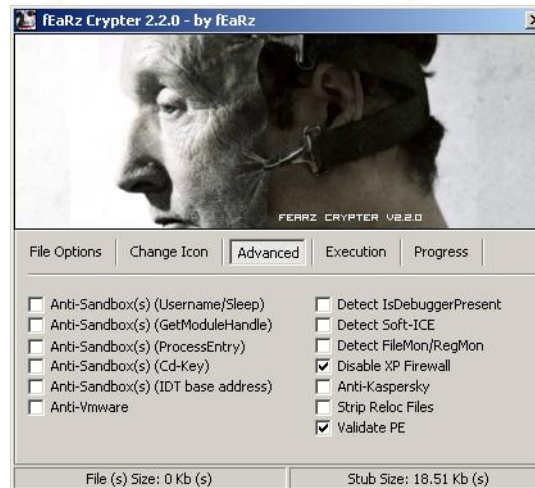 fEaRz Crypter 2.2.0 - by fEaRz
FEARZ CRYPTER V2.2.0
File Options Change Icon Advanced Execution Progress
Anti-Sandbox(s) (Username/Sleep)
Anti-Sandbox(s) (GetModuleHandle)
Anti-Sandbox(s) (ProcessEntry)
Anti-Sandbox(s) (Cd-Key)
Anti-Sandbox(s) (IDT base address)
Anti-Vmware
Detect IsDebuggerPresent
Detect Soft-ICE
Detect FileMon/RegMon
Disable XP Firewall
Anti-Kaspersky
Strip Reloc Files
Validate PE
File (s) Size: 0 Kb (s) Stub Size: 18.51 Kb (s)